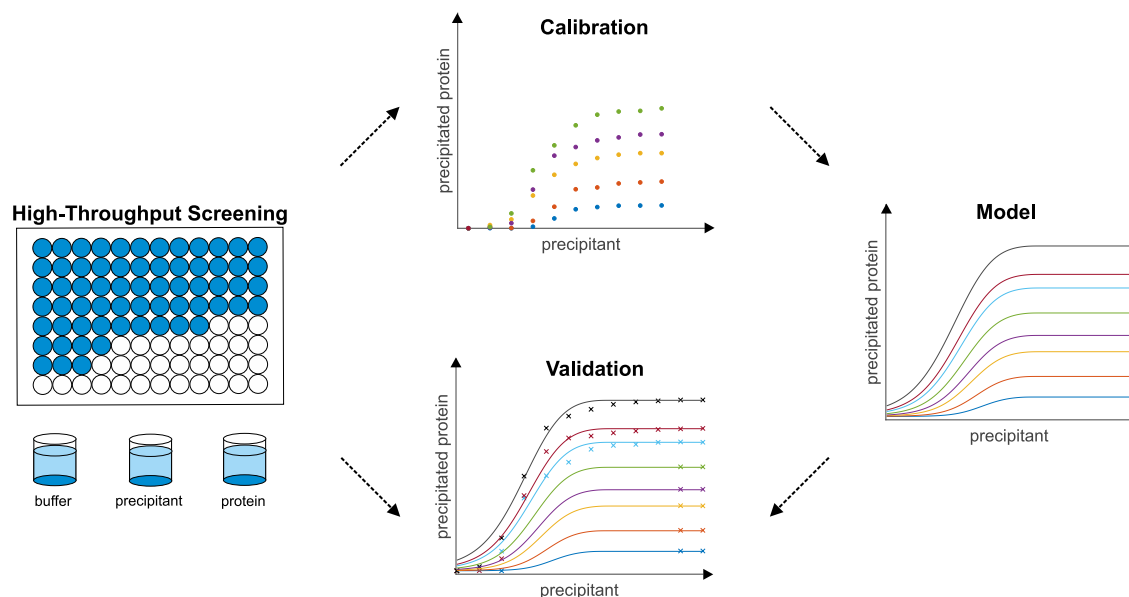 High-Throughput Screening
buffer
precipitant
protein
Calibration
precipitated protein
precipitant
Validation
precipitated protein
precipitant
Model
precipitated protein
precipitant